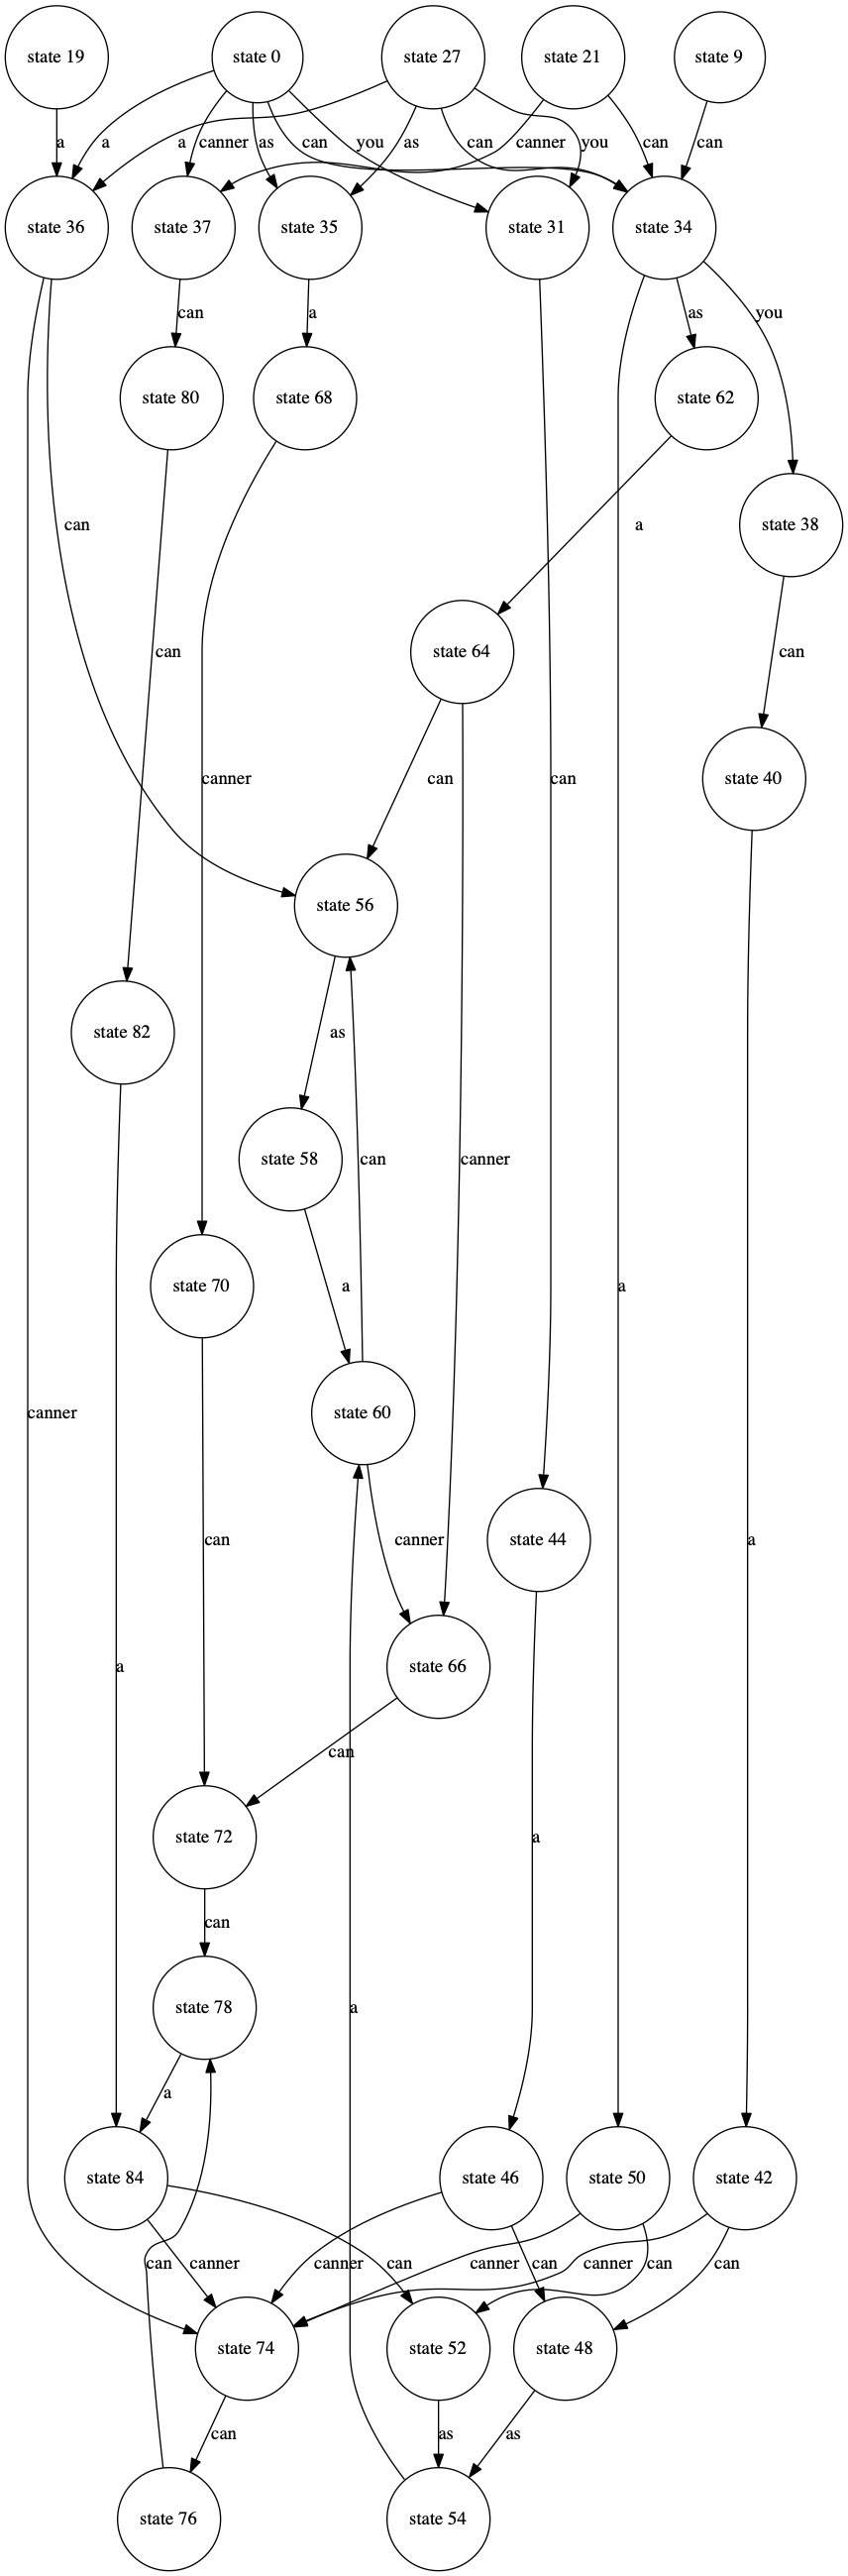 state 19
state 0
state 27
state 21
state 9
a
a
a
canner
as
can
you
as
can
canner
you
can
can
state 36
state 37
state 35
state 31
state 34
can
a
as
you
state 80
state 68
state 62
can
a
state 38
can
can
state 64
canner
can
can
state 40
state 56
state 82
as
state 58
can
canner
state 70
a
a
canner
state 60
can
canner
state 44
a
a
state 66
can
state 72
a
can
state 78
a
a
state 84
state 46
state 50
state 42
can
canner
canner
can
canner
can
canner
can
can
state 74
state 52
state 48
can
as
as
state 76
state 54